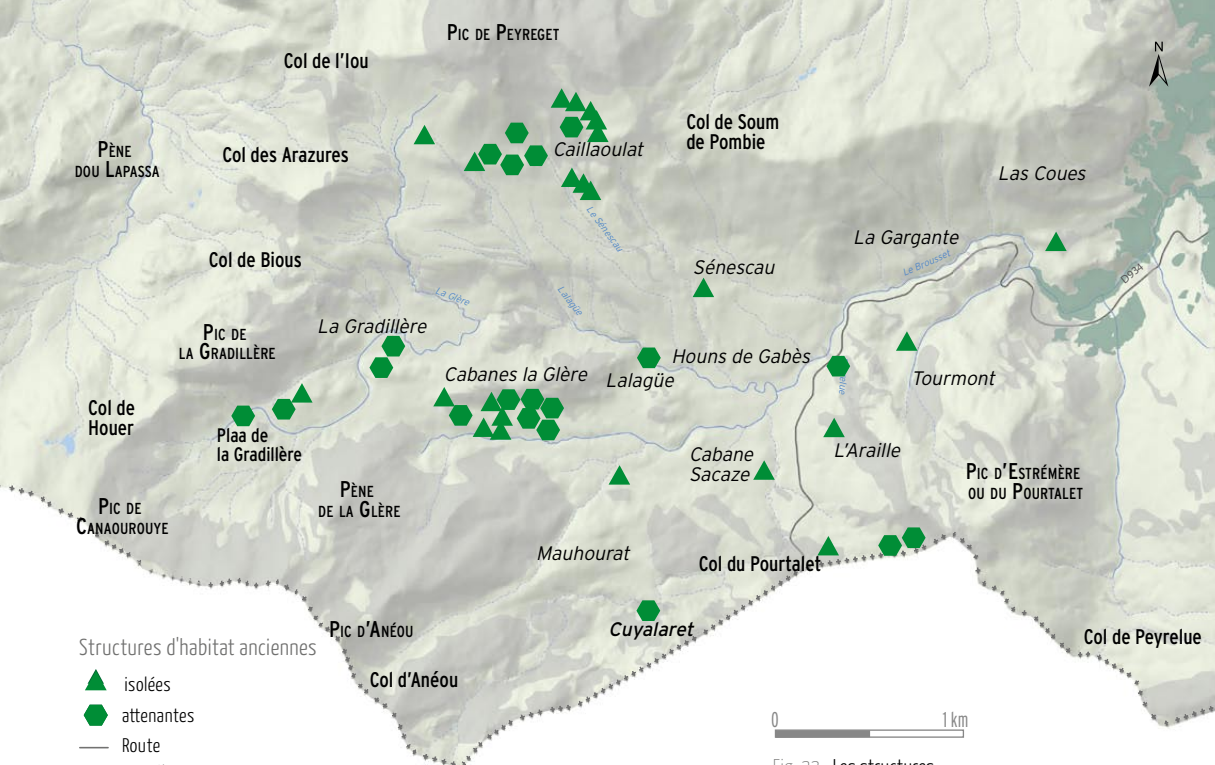 PIC DE PEYREGET
Col de l'Iou
N
Col de Soum
de Pombie
Caillaoulat
PÈNE
DOU LAPASSA
Col des Arazures
Las Coues
Le Sénescau
La Gargante
Le Brousset
Col de Bious
Sénescau
D934
La Glère
Lalagüe
La Gradillère
PIC DE
LA GRADILLÈRE
Houns de Gabès
Cabanes la Glère
Lalagüe
Tourmont
Col de
Houer
Plaa de
la Gradillère
L'Araille
Cabane
Sacaze
PIC D'ESTRÉMÈRE
OU DU POURTALET
PÈNE
DE LA GLÈRE
PIC DE
CANAOUROUYE
Mauhourat
Col du Pourtalet
PIC D'ANÉOU
Cuyalaret
Col de Peyrelue
Structures d'habitat anciennes
Col d'Anéou
isolées
attenantes
Route
0 1 km